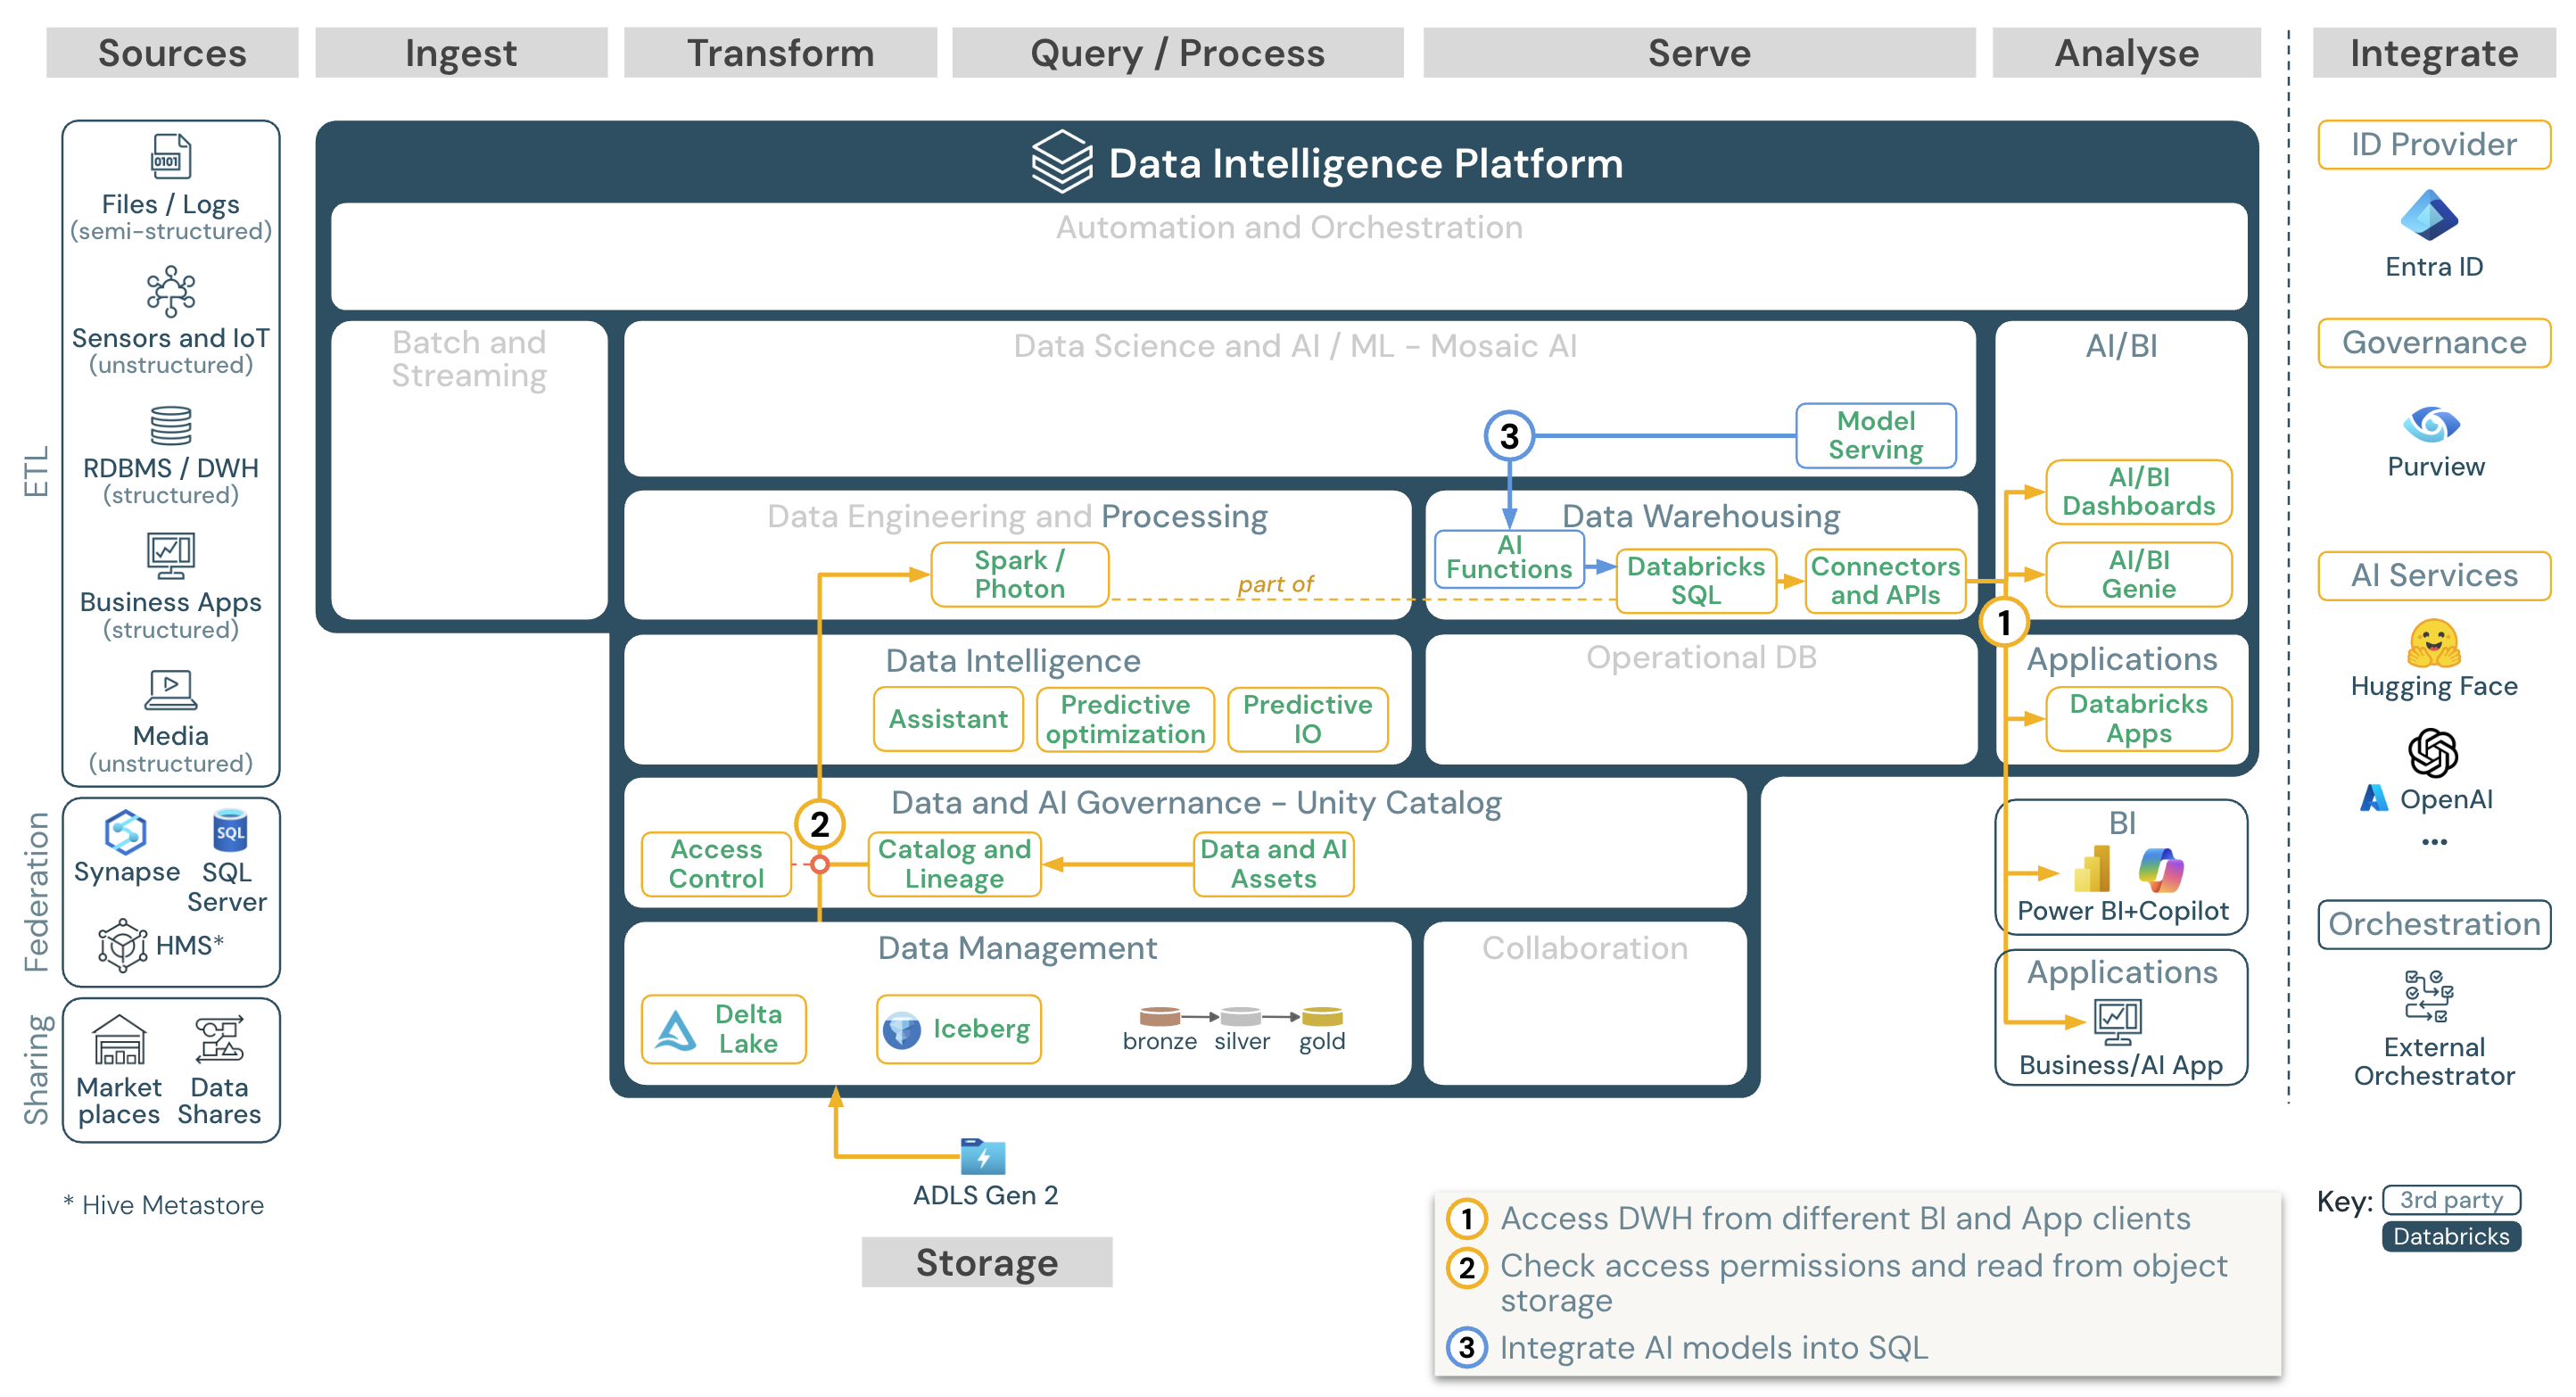 Sources
Ingest
Transform
Query / Process
Serve
Analyse
Integrate
ETL
Files / Logs
(semi-structured)
Sensors and IoT
(unstructured)
RDBMS / DWH
(structured)
Business Apps
(structured)
Media
(unstructured)
Federation
Synapse
SQL
SQL
Server
HMS*
Sharing
Market
places
Data
Shares
* Hive Metastore
Data Intelligence Platform
Automation and Orchestration
Batch and
Streaming
Data Science and AI / ML - Mosaic AI
3
Model
Serving
Data Engineering and Processing
Spark /
Photon
part of
Data Warehousing
AI
Functions
Databricks
SQL
Connectors
and APIs
AI/BI
AI/BI
Dashboards
AI/BI
Genie
1
Data Intelligence
Assistant
Predictive
optimization
Predictive
IO
Operational DB
Applications
Databricks
Apps
Data and AI Governance - Unity Catalog
2
Access
Control
Catalog and
Lineage
Data and AI
Assets
Data Management
Delta
Lake
Iceberg
bronze
silver
gold
Collaboration
BI
Power BI+Copilot
Applications
Business/AI App
ADLS Gen 2
Storage
ID Provider
Entra ID
Governance
Purview
AI Services
Hugging Face
OpenAI
...
Orchestration
External
Orchestrator
1 Access DWH from different BI and App clients
2 Check access permissions and read from object
storage
3 Integrate AI models into SQL
Key: 3rd party
Databricks
0101